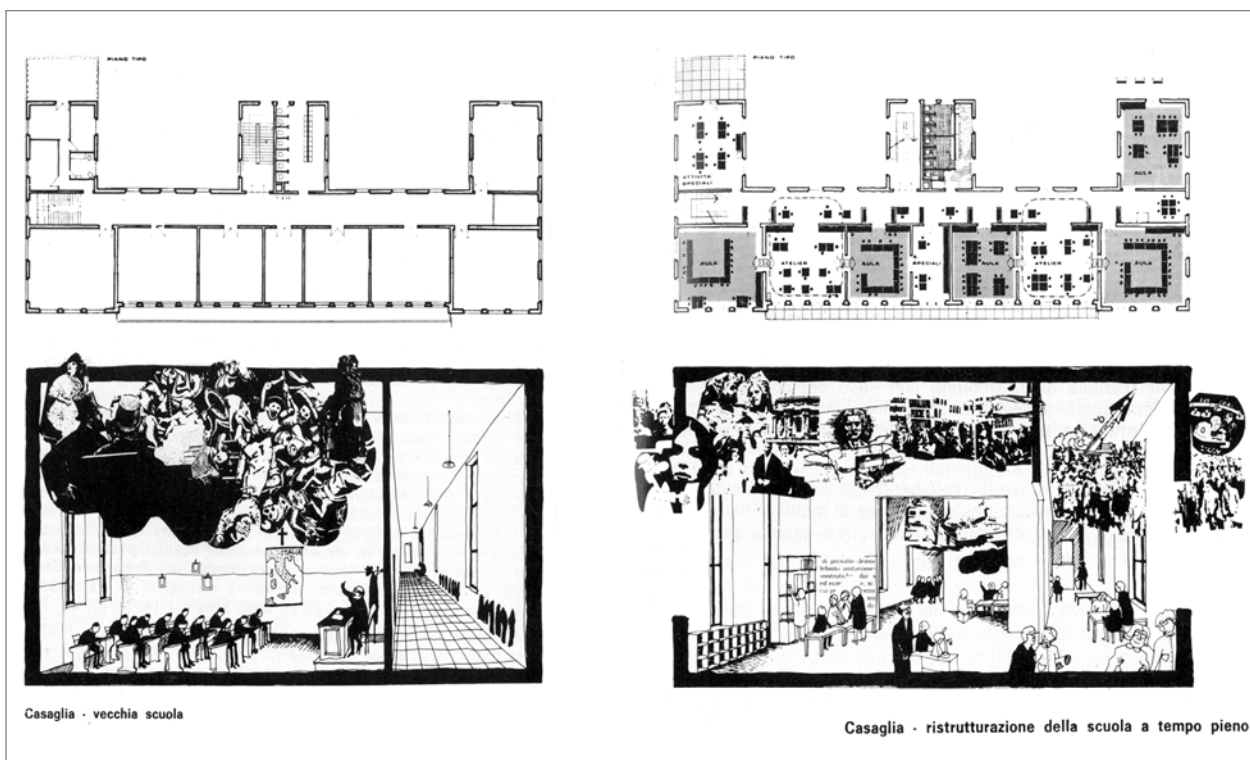 PIANO TIPO
ITALIA
Casaglia - vecchia scuola
PIANO TIPO
ATTIVITÀ
SPECIALI
AULA
AULA
ATELIER
AULA
SPECIALI
AULA
ATELIER
AULA
Casaglia - ristrutturazione della scuola a tempo pieno